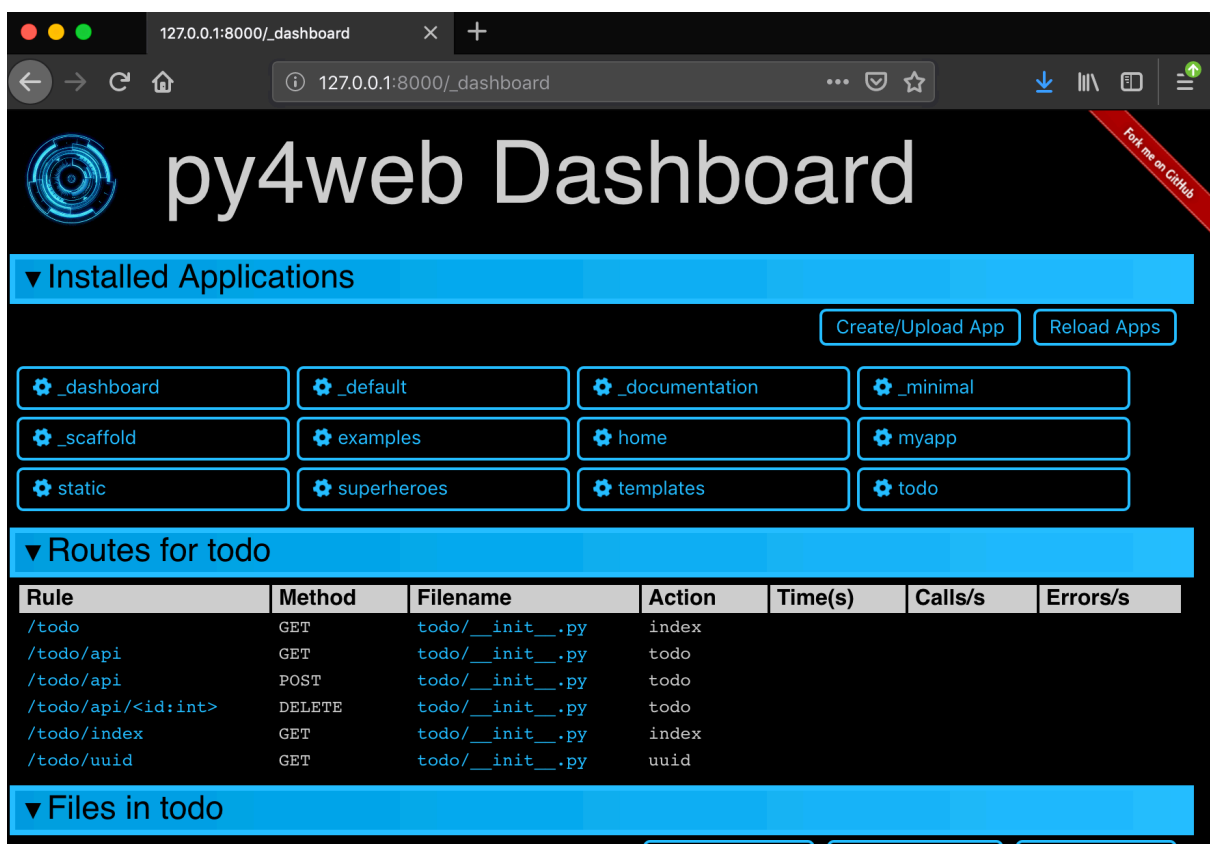 127.0.0.1:8000/_dashboard
127.0.0.1:8000/_dashboard
py4web Dashboard
Fork me on GitHub
▾ Installed Applications
Create/Upload App Reload Apps
_dashboard _default _documentation _minimal
_scaffold examples home myapp
static superheroes templates todo
▾ Routes for todo
Rule Method Filename Action Time(s) Calls/s Errors/s
/todo GET todo/__init__.py index
/todo/api GET todo/__init__.py todo
/todo/api POST todo/__init__.py todo
/todo/api/<id:int> DELETE todo/__init__.py todo
/todo/index GET todo/__init__.py index
/todo/uuid GET todo/__init__.py uuid
▾ Files in todo